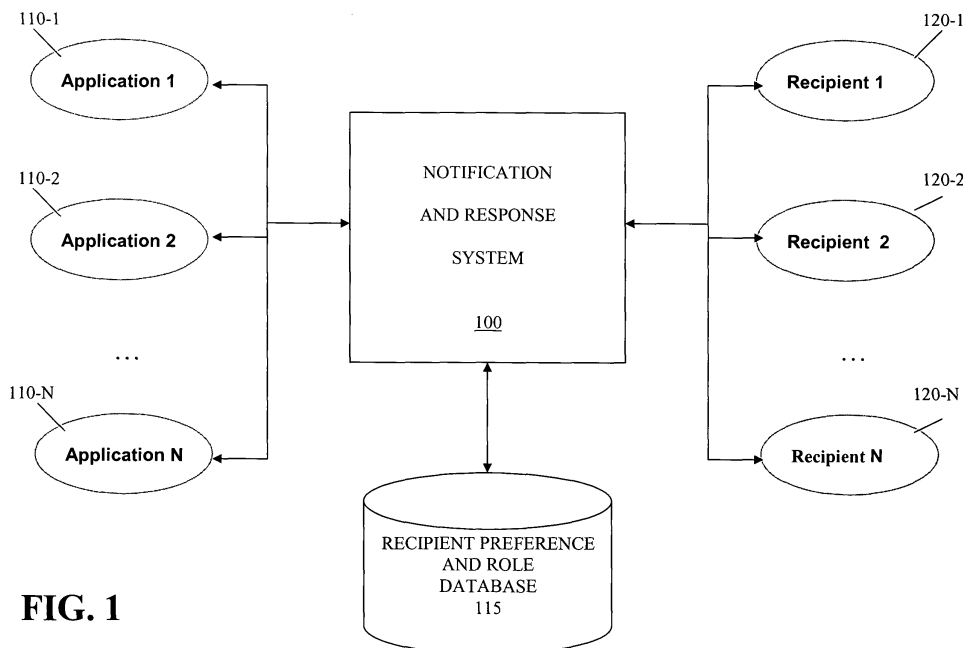 110-1
Application 1
110-2
Application 2
...
110-N
Application N
NOTIFICATION
AND RESPONSE
SYSTEM
100
120-1
Recipient 1
120-2
Recipient 2
...
120-N
Recipient N
RECIPIENT PREFERENCE
AND ROLE
DATABASE
115
FIG. 1